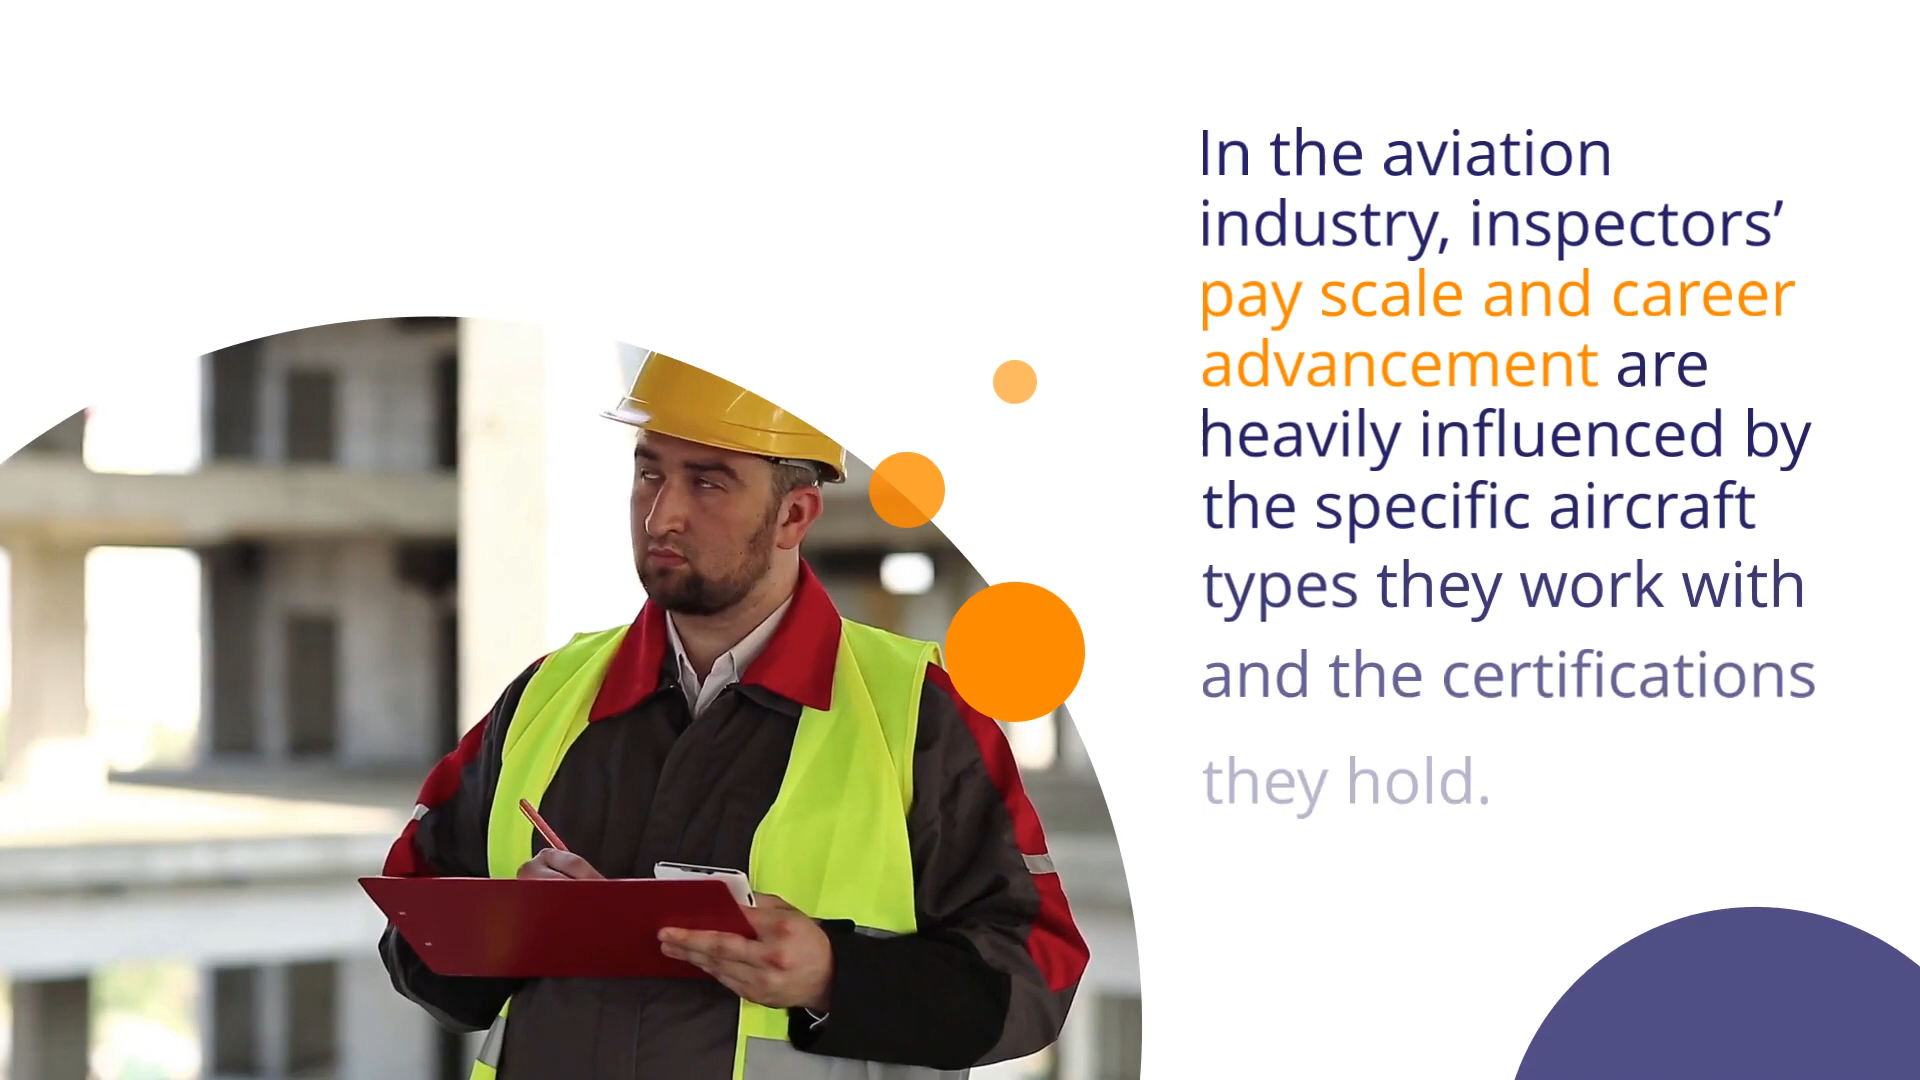 In the aviation
industry, inspectors’
pay scale and career
advancement are
heavily influenced by
the specific aircraft
types they work with
and the certifications
they hold.